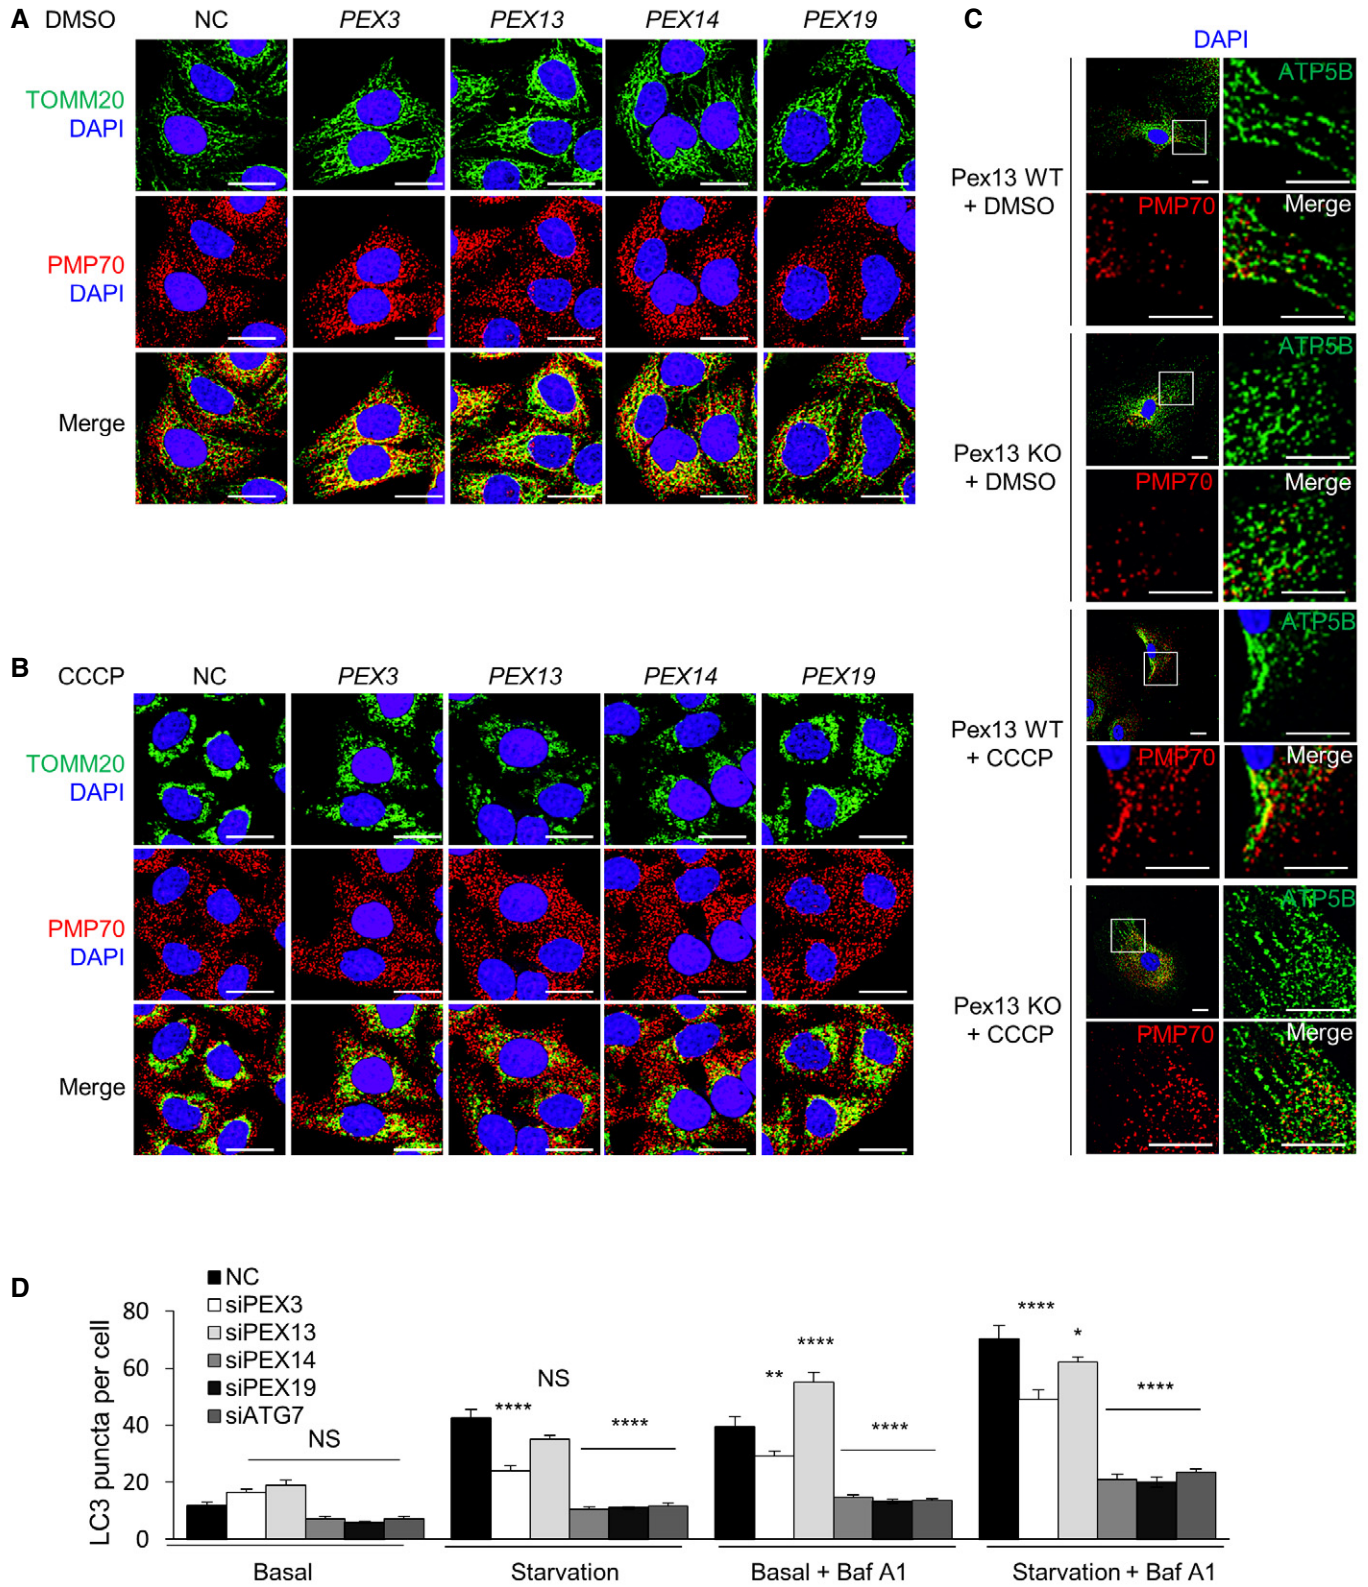 A DMSO NC PEX3 PEX13 PEX14 PEX19
TOMM20
DAPI
PMP70
DAPI
Merge
B CCCP NC PEX3 PEX13 PEX14 PEX19
TOMM20
DAPI
PMP70
DAPI
Merge
C
DAPI
Pex13 WT
+ DMSO
ATP5B
PMP70 Merge
Pex13 KO
+ DMSO
ATP5B
PMP70 Merge
Pex13 WT
+ CCCP
ATP5B
PMP70 Merge
Pex13 KO
+ CCCP
ATP5B
PMP70 Merge
D
LC3 puncta per cell
80
60
40
20
0
NC
siPEX3
siPEX13
siPEX14
siPEX19
siATG7
NS
**** NS ****
** **** ****
**** * ****
Basal Starvation Basal + Baf A1 Starvation + Baf A1